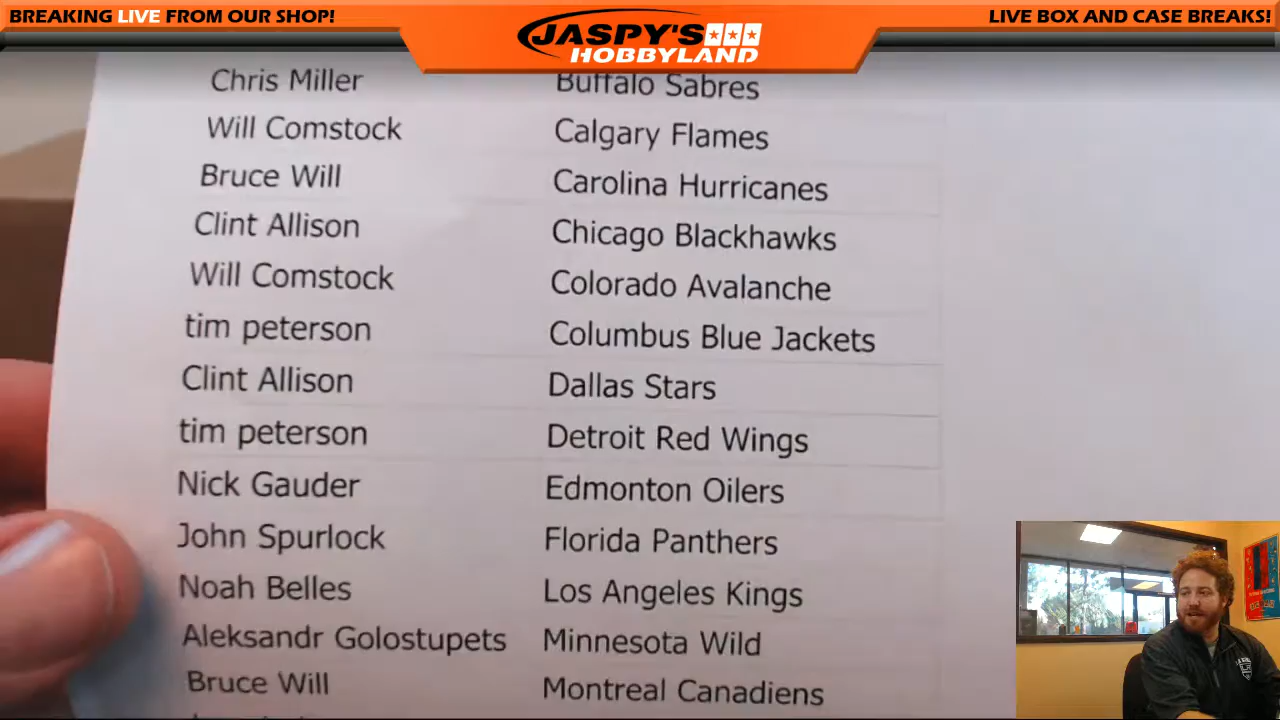 BREAKING LIVE FROM OUR SHOP!
JASPY'S
HOBBYLAND
LIVE BOX AND CASE BREAKS!
Chris Miller Buffalo Sabres
Will Comstock Calgary Flames
Bruce Will Carolina Hurricanes
Clint Allison Chicago Blackhawks
Will Comstock Colorado Avalanche
tim peterson Columbus Blue Jackets
Clint Allison Dallas Stars
tim peterson Detroit Red Wings
Nick Gauder Edmonton Oilers
John Spurlock Florida Panthers
Noah Belles Los Angeles Kings
Aleksandr Golostupets Minnesota Wild
Bruce Will Montreal Canadiens